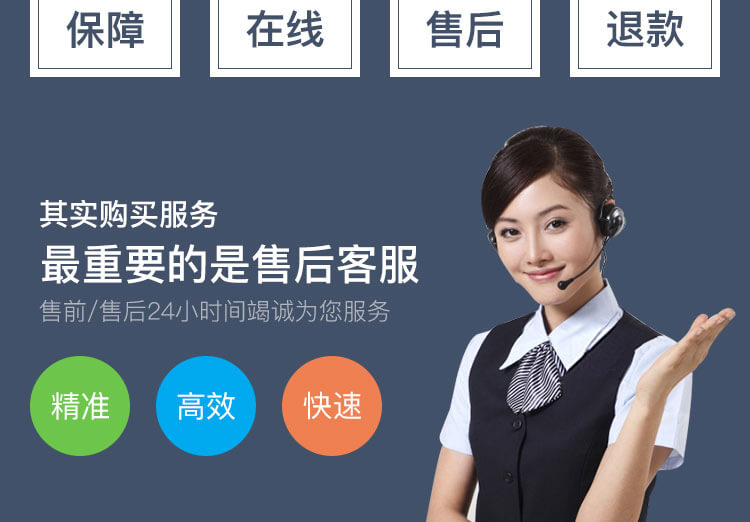 保障 在线 售后 退款
其实购买服务
最重要的是售后客服
售前/售后24小时间竭诚为您服务
精准 高效 快速